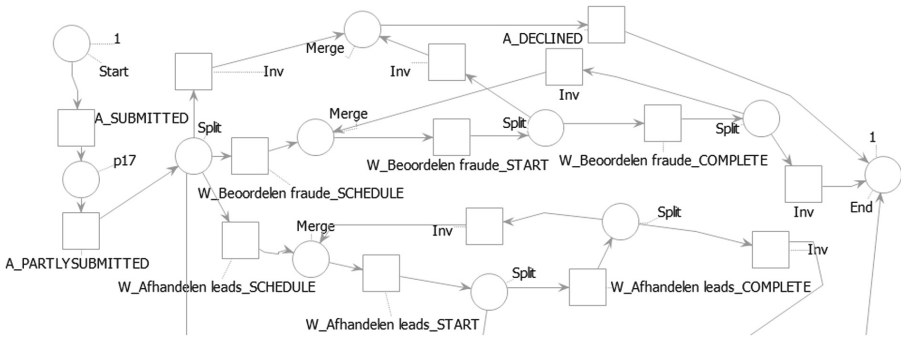 1
Start
A_SUBMITTED
p17
A_PARTLYSUBMITTED
Split
Inv
Merge
Inv
A_DECLINED
Inv
Merge
W_Beoordelen fraude_SCHEDULE
W_Beoordelen fraude_START
Split
W_Beoordelen fraude_COMPLETE
Split
Inv
1
End
W_Afhandelen leads_SCHEDULE
Merge
W_Afhandelen leads_START
Inv
Split
Split
W_Afhandelen leads_COMPLETE
Inv